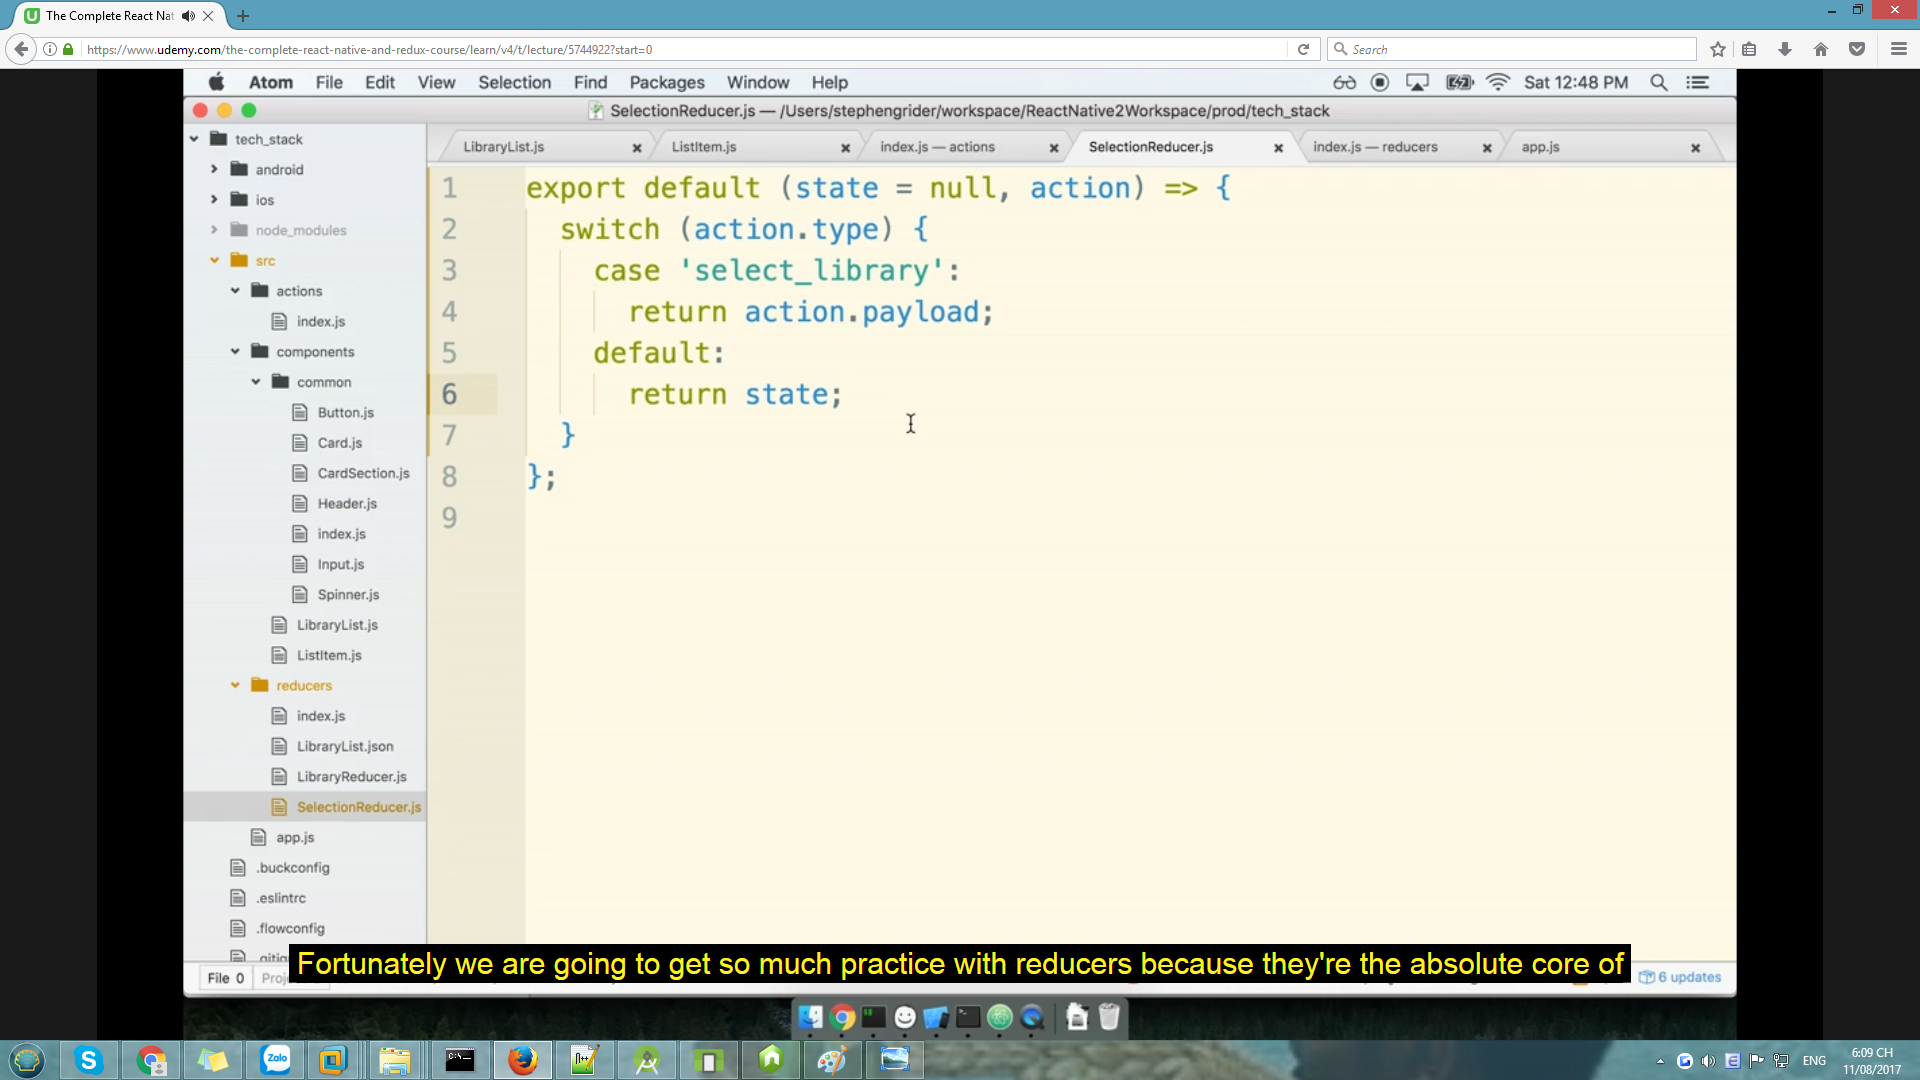 The Complete React Nat
https://www.udemy.com/the-complete-react-native-and-redux-course/learn/v4/t/lecture/5744922?start=0
Search
Atom File Edit View Selection Find Packages Window Help
Sat 12:48 PM
SelectionReducer.js — /Users/stephengrider/workspace/ReactNative2Workspace/prod/tech_stack
LibraryList.js
ListItem.js
index.js — actions
SelectionReducer.js
index.js — reducers
app.js
tech_stack
android
ios
node_modules
src
actions
index.js
components
common
Button.js
Card.js
CardSection.js
Header.js
index.js
Input.js
Spinner.js
LibraryList.js
ListItem.js
reducers
index.js
LibraryList.json
LibraryReducer.js
SelectionReducer.js
app.js
.buckconfig
.eslintrc
.flowconfig
1 export default (state = null, action) => {
2 switch (action.type) {
3 case 'select_library':
4 return action.payload;
5 default:
6 return state;
7 }
8 };
9
Fortunately we are going to get so much practice with reducers because they're the absolute core of
File 0
6 updates
Zalo
ENG
6:09 CH
11/08/2017